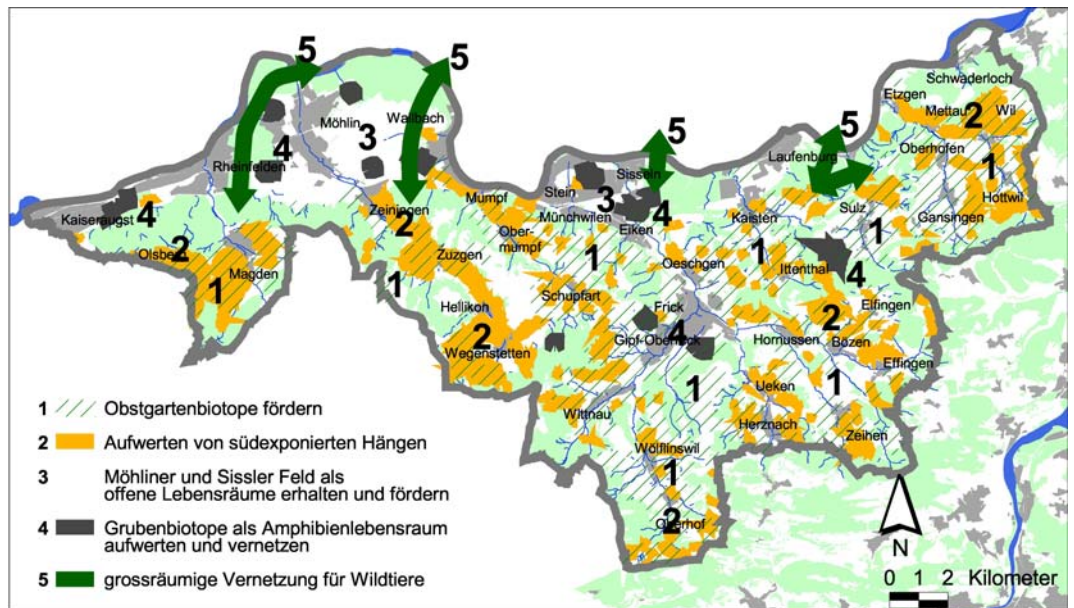 5
5
Schwaderloch
Etzgen
Mettau
2
Wil
Möhlin
Wallbach
3
5
5
Oberhofen
4
Rheinfelden
Laufenburg
1
Sisseln
Stein
3
Hottwil
Mumpf
Kaiseraugst
4
Zeiningen
2
Münchwilen
4
Kaisten
Sulz
Gansingen
Eiken
1
Ober-
mumpf
1
1
Olsberg
2
Zuzgen
Oeschgen
Ittenthal
4
Magden
1
1
Schupfart
Elfingen
Hellikon
Frick
2
2
4
Wegenstetten
Gipf-Oberfrick
Hornussen
Bözen
Effingen
1
Ueken
1
Wittnau
Herznach
Zeihen
Wölflinswil
1
2
Oberhof
1 Obstgartenbiotope fördern
2 Aufwerten von südexponierten Hängen
3 Möhliner und Sissler Feld als
offene Lebensräume erhalten und fördern
4 Grubenbiotope als Amphibienlebensraum
aufwerten und vernetzen
5 grossräumige Vernetzung für Wildtiere
N
0 1 2 Kilometer